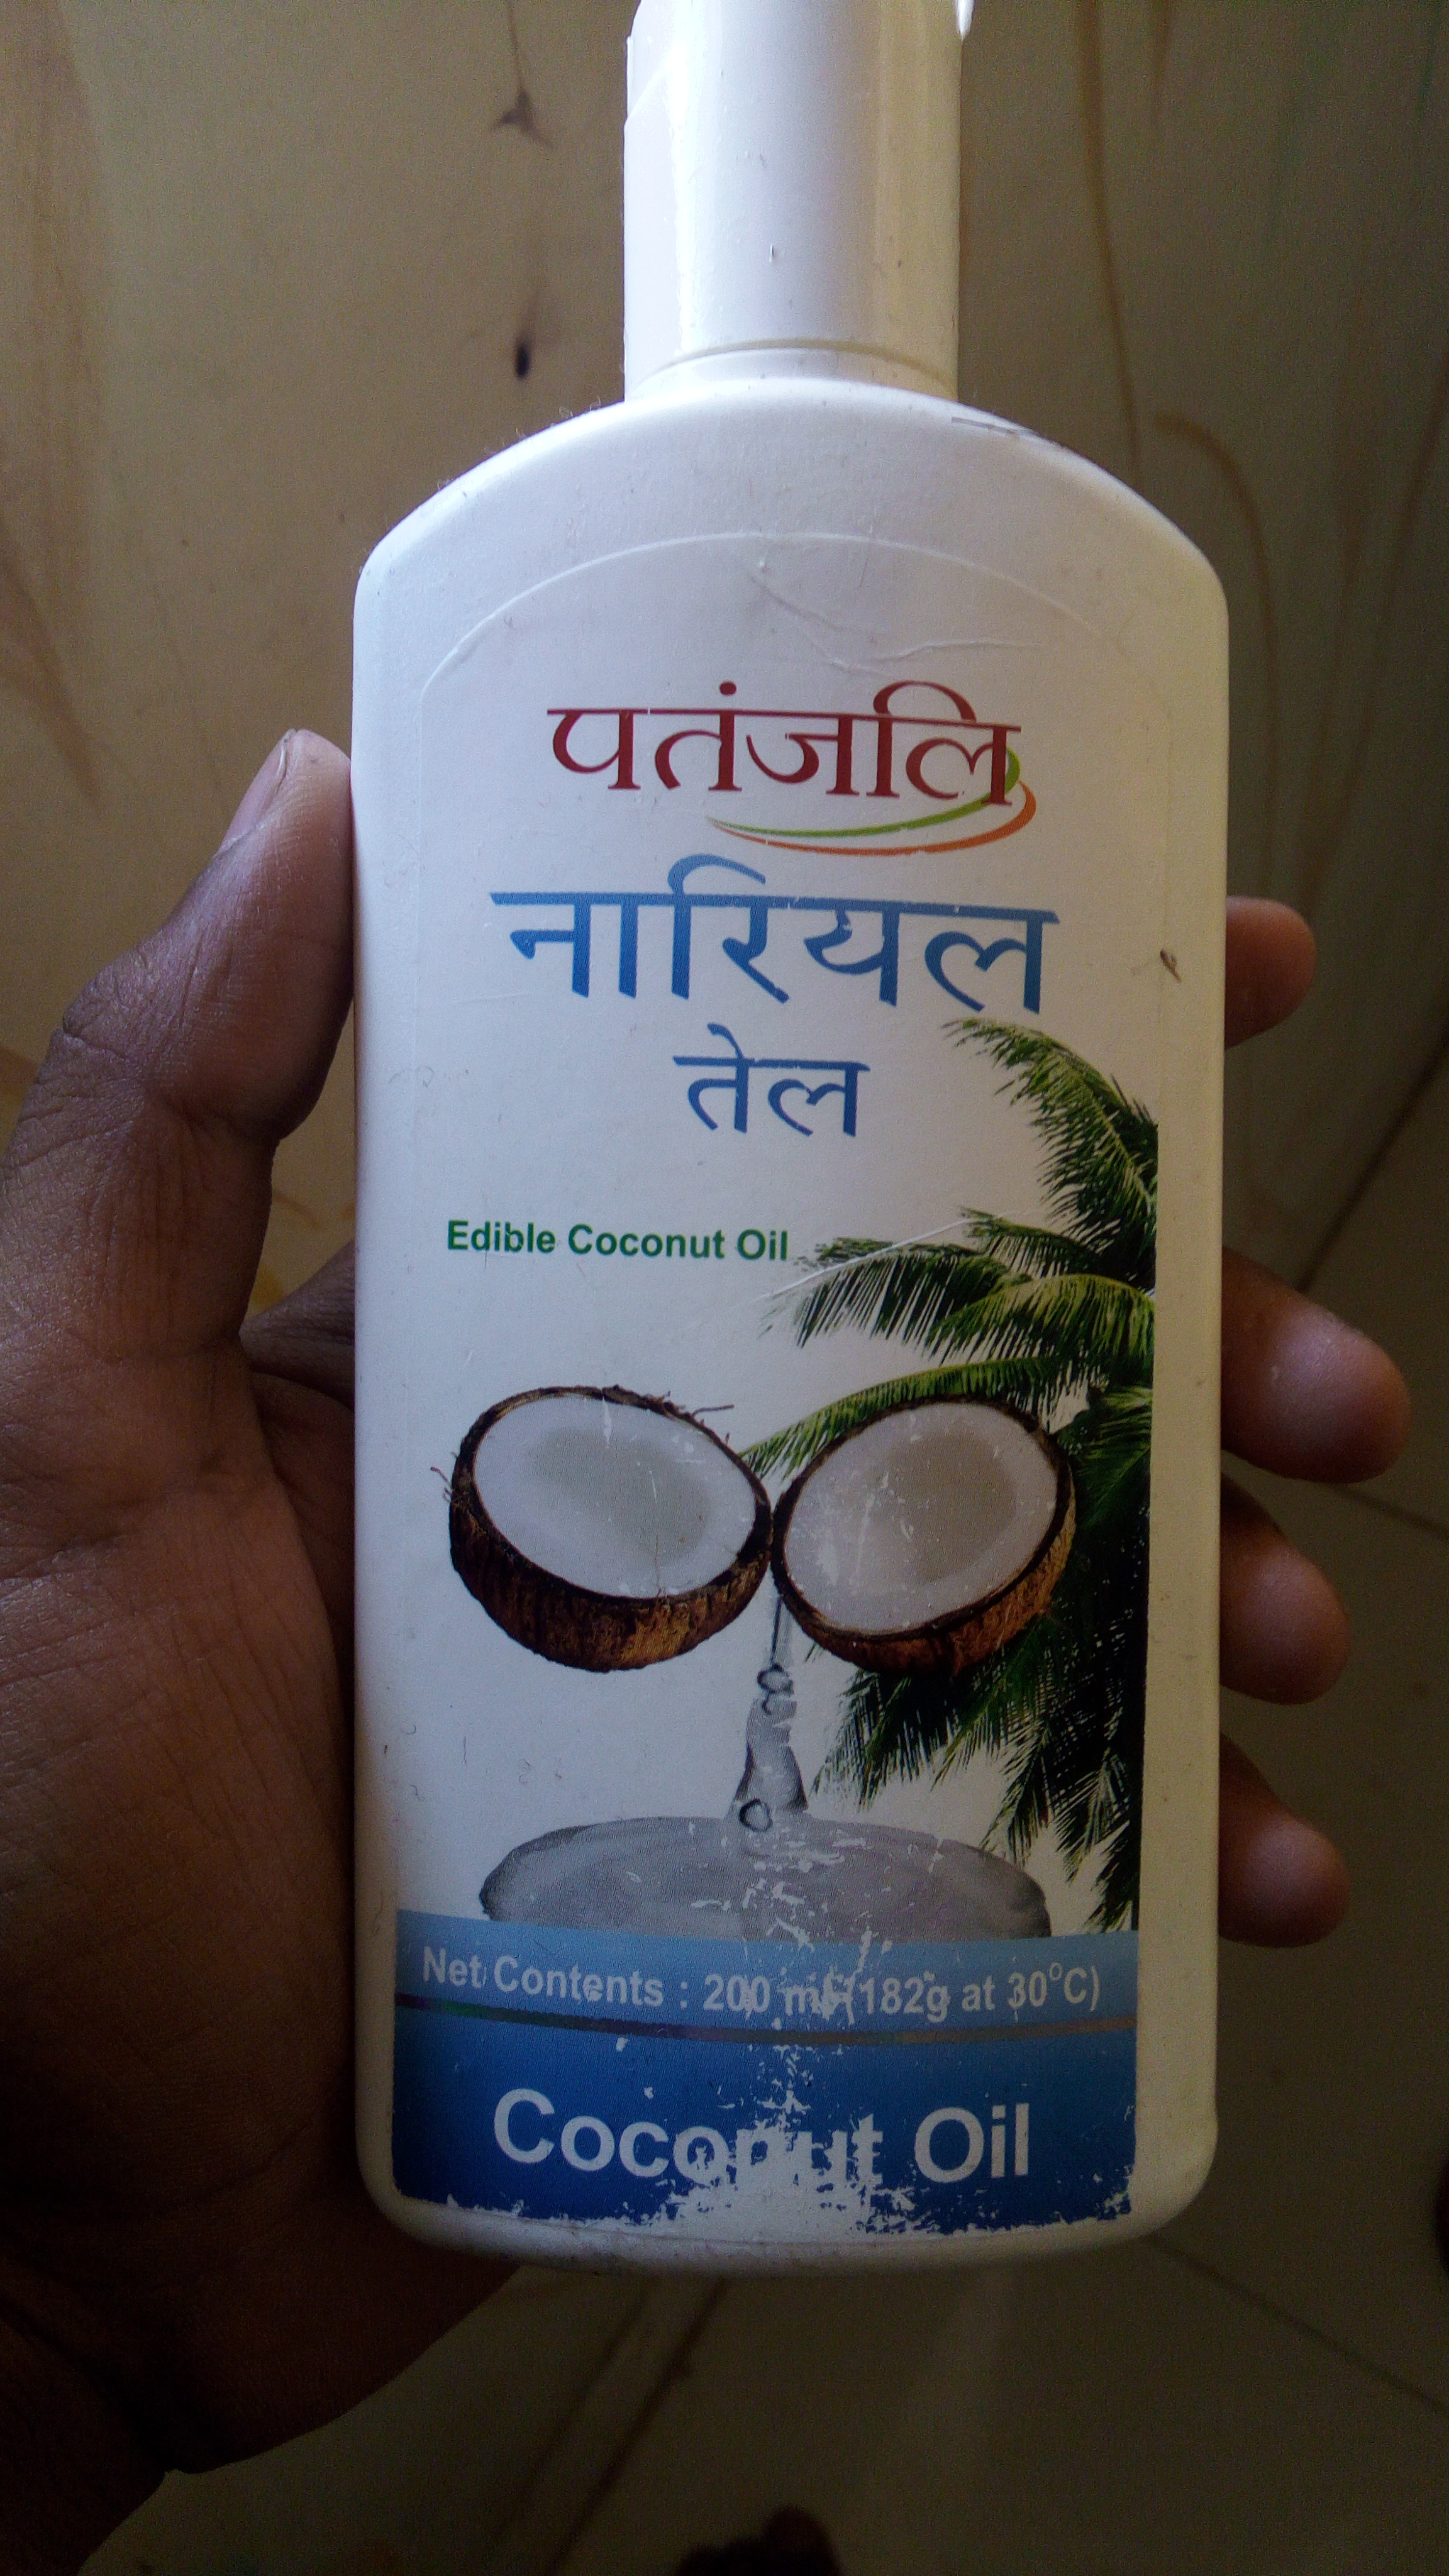 पतंजलि
नारियल
तेल
Edible Coconut Oil
Net Contents : 200 ml (182g at 30°C)
Coconut Oil